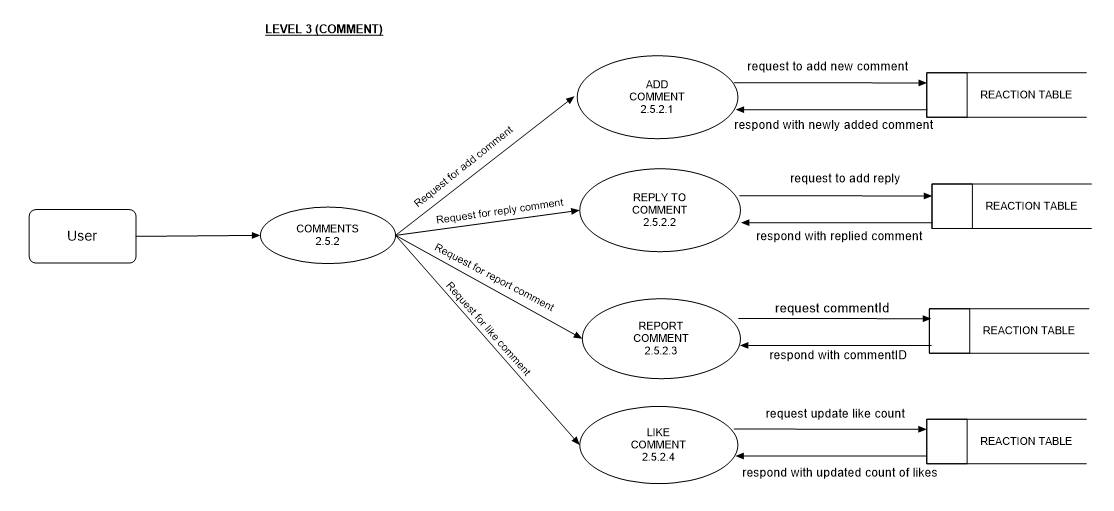 LEVEL 3 (COMMENT)
User
COMMENTS
2.5.2
Request for add comment
Request for reply comment
Request for report comment
Request for like comment
ADD
COMMENT
2.5.2.1
request to add new comment
respond with newly added comment
REACTION TABLE
REPLY TO
COMMENT
2.5.2.2
request to add reply
respond with replied comment
REACTION TABLE
REPORT
COMMENT
2.5.2.3
request commentId
respond with commentID
REACTION TABLE
LIKE
COMMENT
2.5.2.4
request update like count
respond with updated count of likes
REACTION TABLE